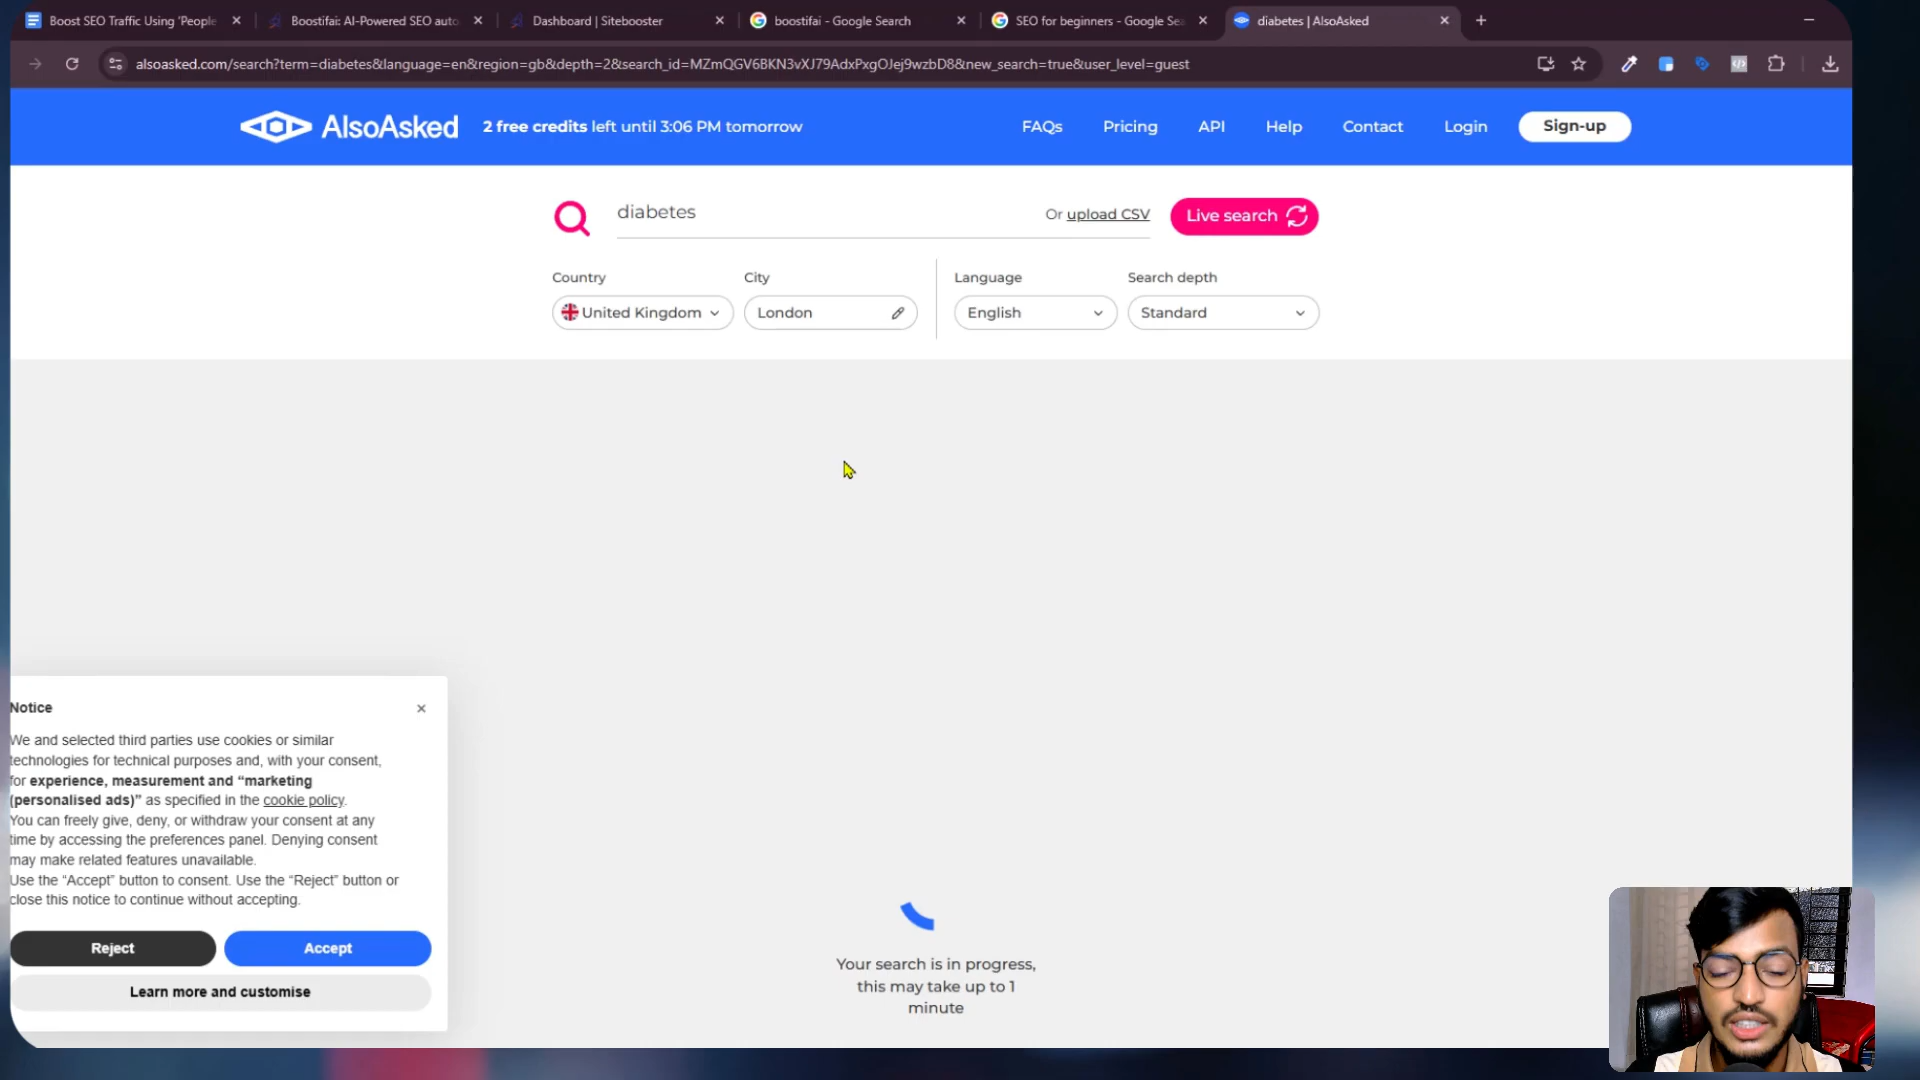 Boost SEO Traffic Using 'People
Boostifai: AI-Powered SEO auto
Dashboard | Sitebooster
boostifai - Google Search
SEO for beginners - Google Sea
diabetes | AlsoAsked
alsoasked.com/search?term=diabetes&language=en&region=gb&depth=2&search_id=MZmQGV6BKN3vXJ79AdxPxgOJej9wzbD8&new_search=true&user_level=guest
AlsoAsked
2 free credits left until 3:06 PM tomorrow
FAQs
Pricing
API
Help
Contact
Login
Sign-up
diabetes
Or upload CSV
Live search
Country
City
Language
Search depth
United Kingdom
London
English
Standard
Notice
We and selected third parties use cookies or similar
technologies for technical purposes and, with your consent,
for experience, measurement and “marketing
(personalised ads)” as specified in the cookie policy.
You can freely give, deny, or withdraw your consent at any
time by accessing the preferences panel. Denying consent
may make related features unavailable.
Use the “Accept” button to consent. Use the “Reject” button or
close this notice to continue without accepting.
Reject
Accept
Learn more and customise
Your search is in progress,
this may take up to 1
minute